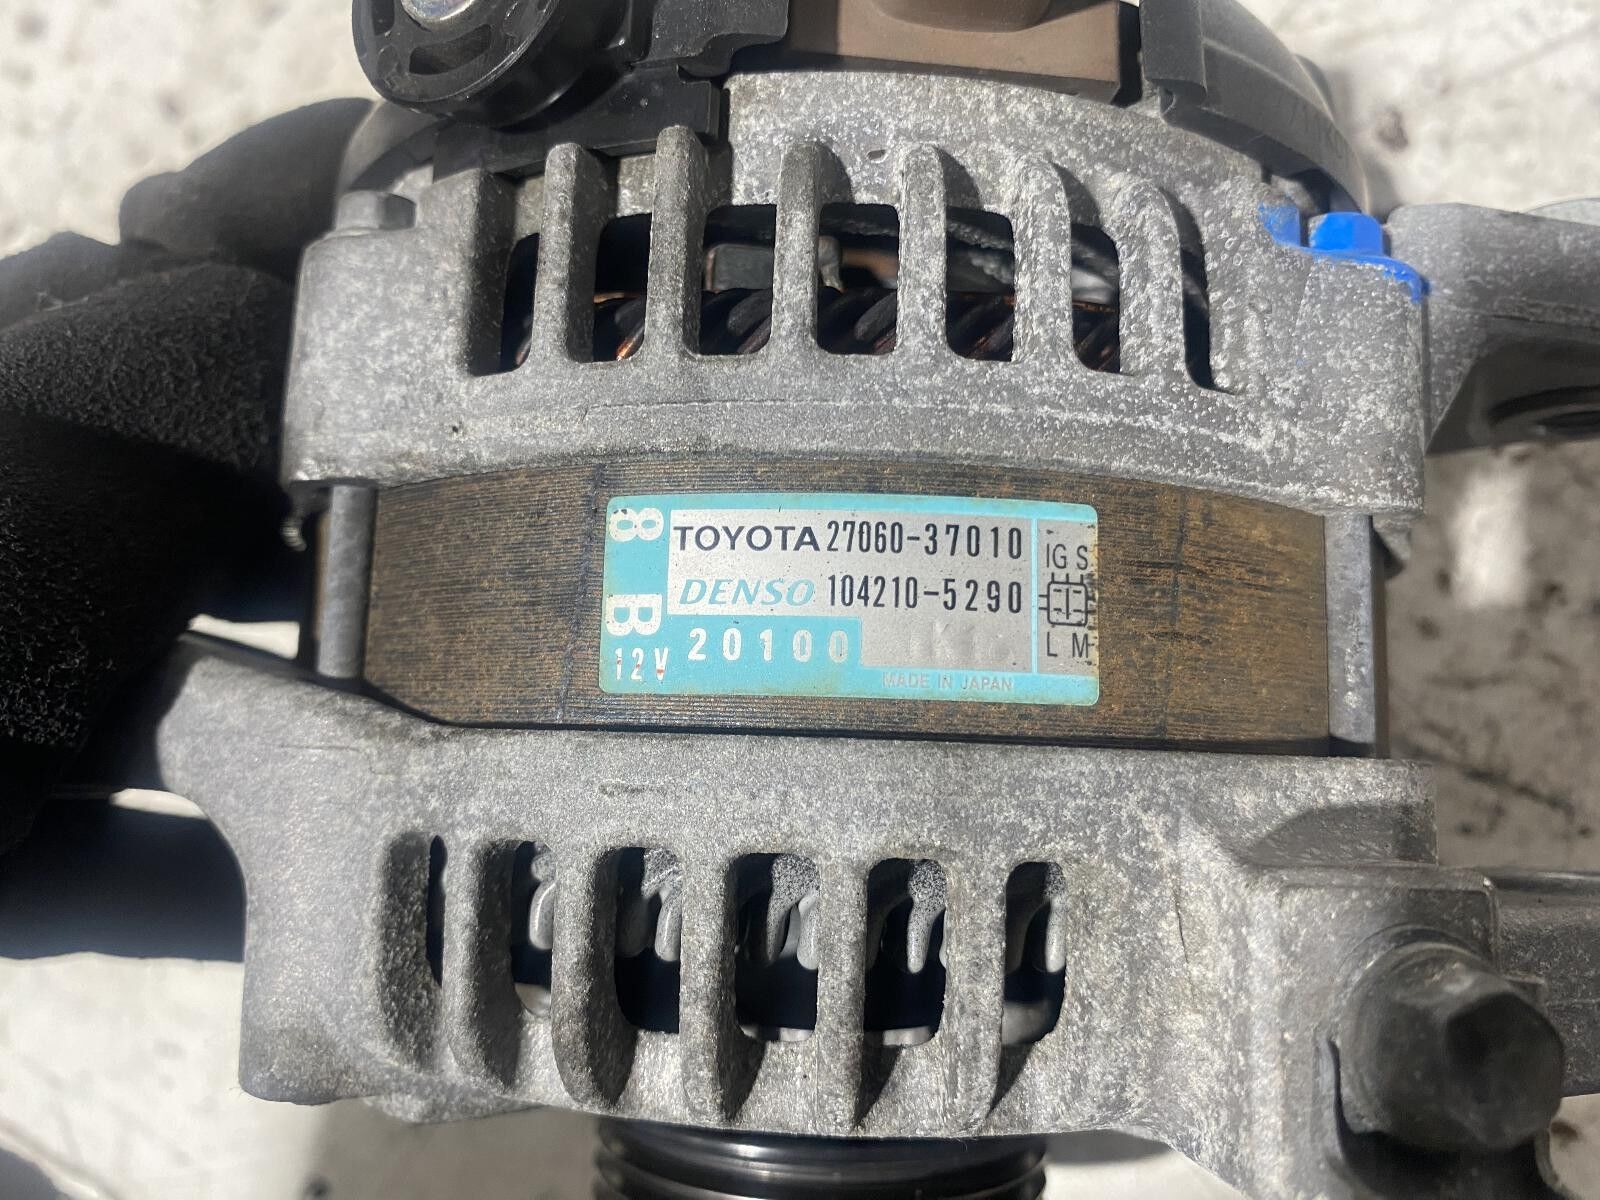 8 B
TOYOTA 27060-37010
DENSO 104210-5290
12V 20100
MADE IN JAPAN
IG S
L M